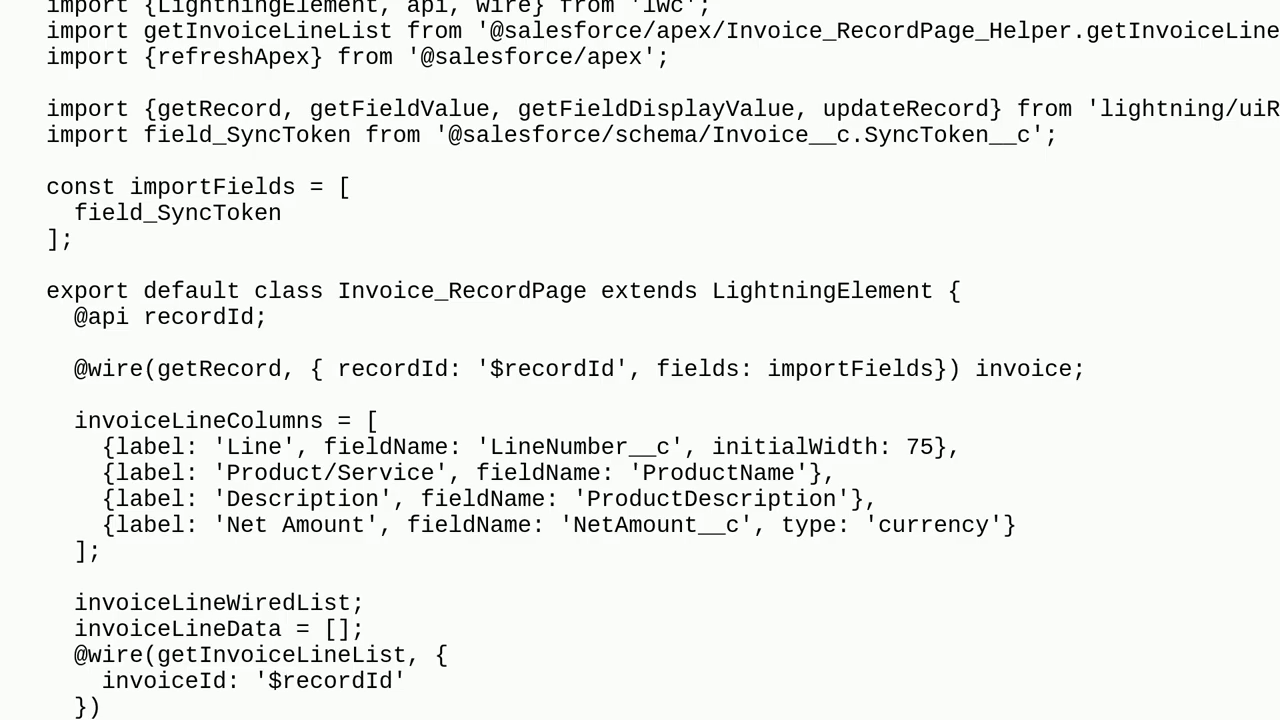 import {LightningElement, api, wire} from 'lwc';
import getInvoiceLineList from '@salesforce/apex/Invoice_RecordPage_Helper.getInvoiceLine
import {refreshApex} from '@salesforce/apex';
import {getRecord, getFieldValue, getFieldDisplayValue, updateRecord} from 'lightning/uiR
import field_SyncToken from '@salesforce/schema/Invoice__c.SyncToken__c';
const importFields = [
field_SyncToken
];
export default class Invoice_RecordPage extends LightningElement {
@api recordId;
@wire(getRecord, { recordId: '$recordId', fields: importFields}) invoice;
invoiceLineColumns = [
{label: 'Line', fieldName: 'LineNumber__c', initialWidth: 75},
{label: 'Product/Service', fieldName: 'ProductName'},
{label: 'Description', fieldName: 'ProductDescription'},
{label: 'Net Amount', fieldName: 'NetAmount__c', type: 'currency'}
];
invoiceLineWiredList;
invoiceLineData = [];
@wire(getInvoiceLineList, {
invoiceId: '$recordId'
})